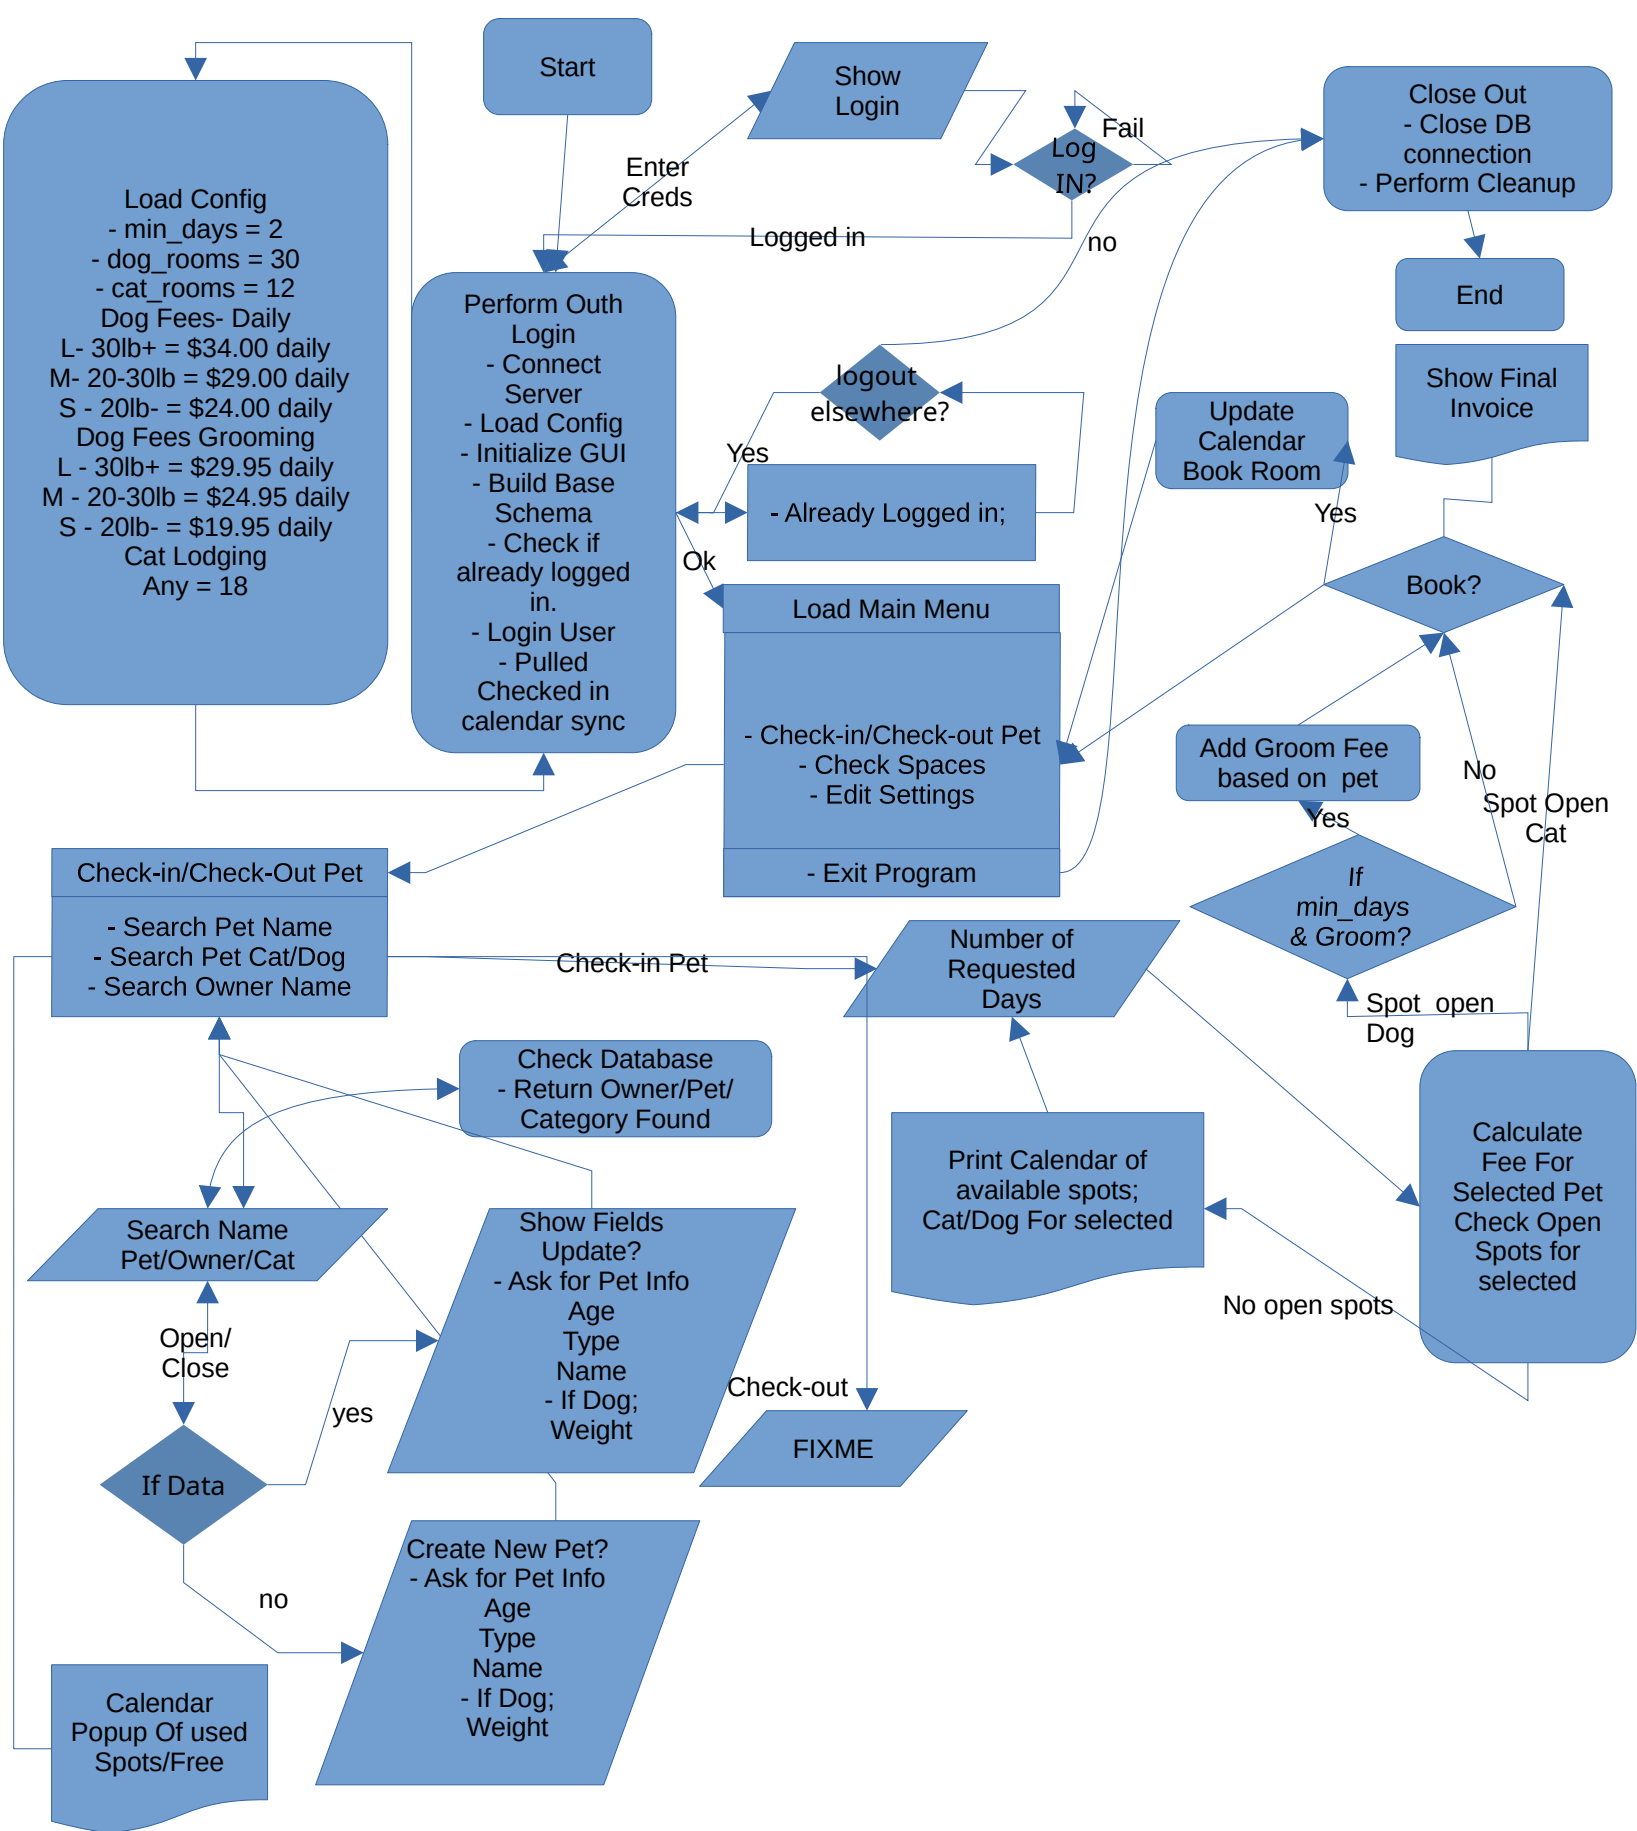 Start
Show
Login
Log
IN?
Fail
Enter
Creds
Logged in
no
Close Out
- Close DB
connection
- Perform Cleanup
End
Load Config
- min_days = 2
- dog_rooms = 30
- cat_rooms = 12
Dog Fees- Daily
L- 30lb+ = $34.00 daily
M- 20-30lb = $29.00 daily
S - 20lb- = $24.00 daily
Dog Fees Grooming
L - 30lb+ = $29.95 daily
M - 20-30lb = $24.95 daily
S - 20lb- = $19.95 daily
Cat Lodging
Any = 18
Perform Outh
Login
- Connect
Server
- Load Config
- Initialize GUI
- Build Base
Schema
- Check if
already logged
in.
- Login User
- Pulled
Checked in
calendar sync
logout
elsewhere?
Yes
- Already Logged in;
Ok
Load Main Menu
- Check-in/Check-out Pet
- Check Spaces
- Edit Settings
- Exit Program
Update
Calendar
Book Room
Yes
Show Final
Invoice
Book?
Add Groom Fee
based on  pet
No
Spot Open
Cat
Yes
If
min_days
& Groom?
Spot  open
Dog
Check-in/Check-Out Pet
- Search Pet Name
- Search Pet Cat/Dog
- Search Owner Name
Check-in Pet
Number of
Requested
Days
Check Database
- Return Owner/Pet/
Category Found
Print Calendar of
available spots;
Cat/Dog For selected
Calculate
Fee For
Selected Pet
Check Open
Spots for
selected
No open spots
Search Name
Pet/Owner/Cat
Open/
Close
yes
If Data
no
Show Fields
Update?
- Ask for Pet Info
Age
Type
Name
- If Dog;
Weight
Check-out
FIXME
Create New Pet?
- Ask for Pet Info
Age
Type
Name
- If Dog;
Weight
Calendar
Popup Of used
Spots/Free